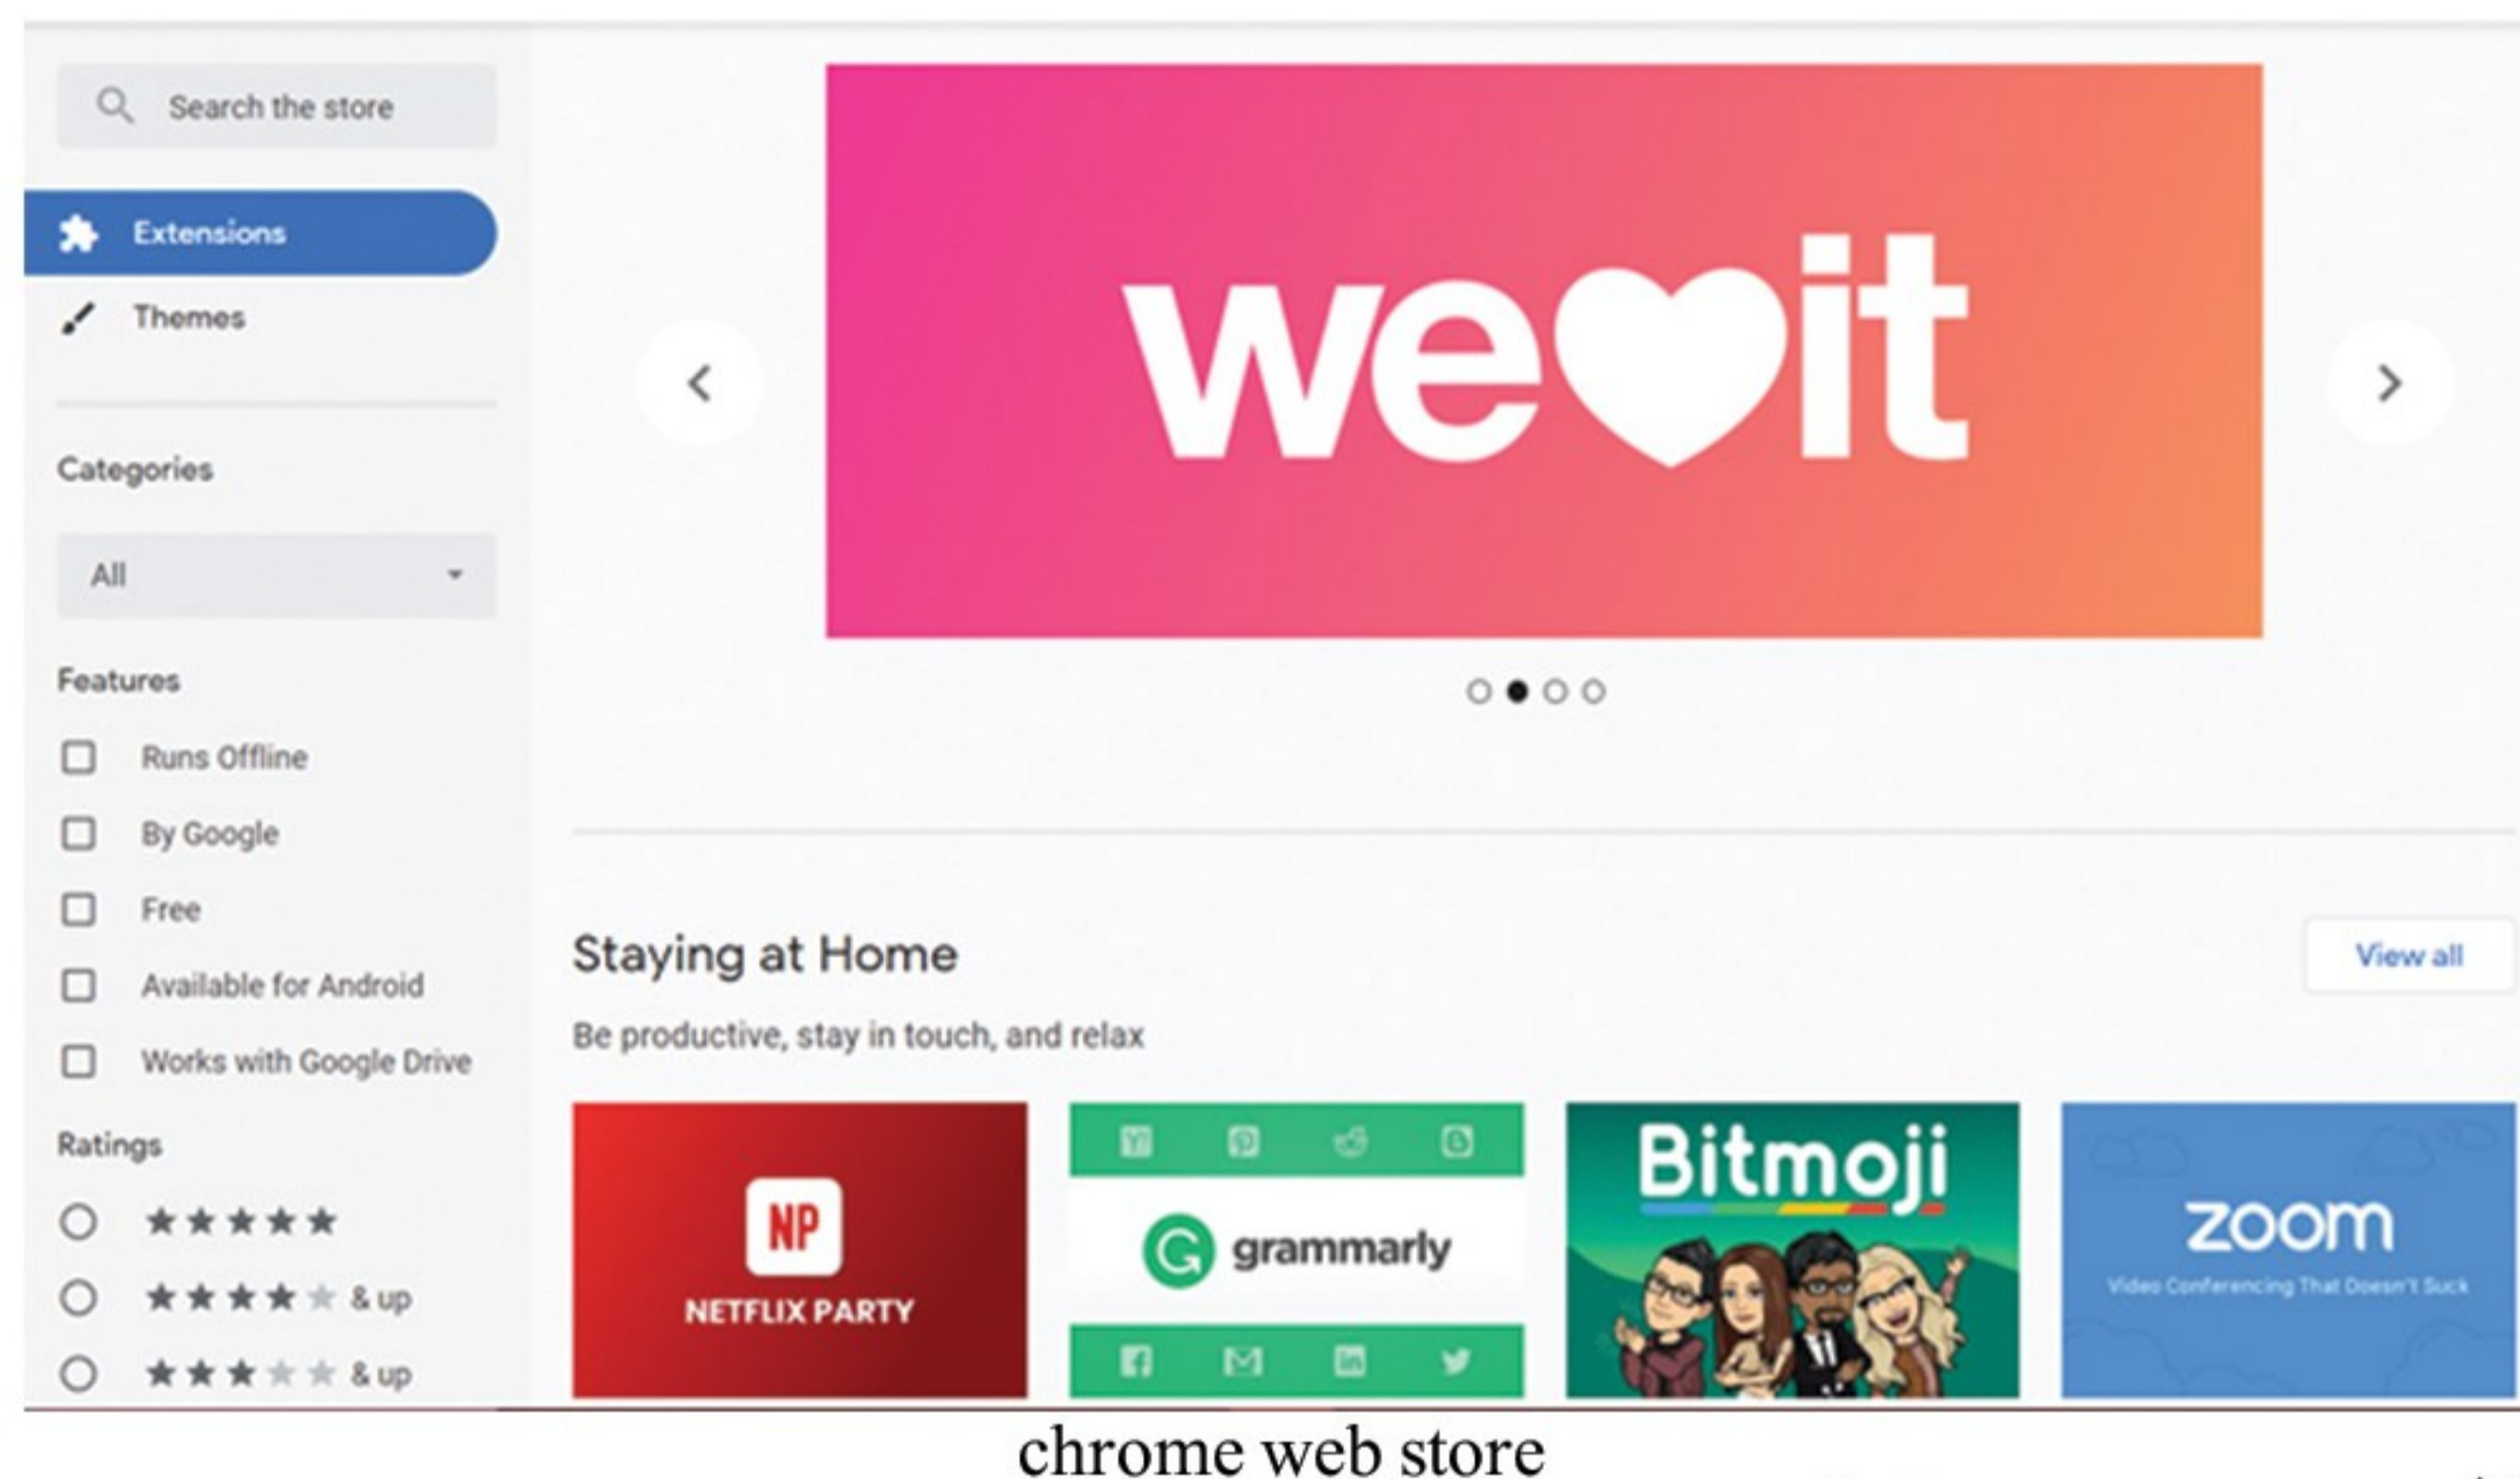 Search the store
Extensions
Themes
Categories
All
Features
Runs Offline
By Google
Free
Available for Android
Works with Google Drive
Ratings
& up
& up
we it
Staying at Home
View all
Be productive, stay in touch, and relax
NP
NETFLIX PARTY
grammarly
Bitmoji
zoom
Video Conferencing That Doesn't Suck
chrome web store